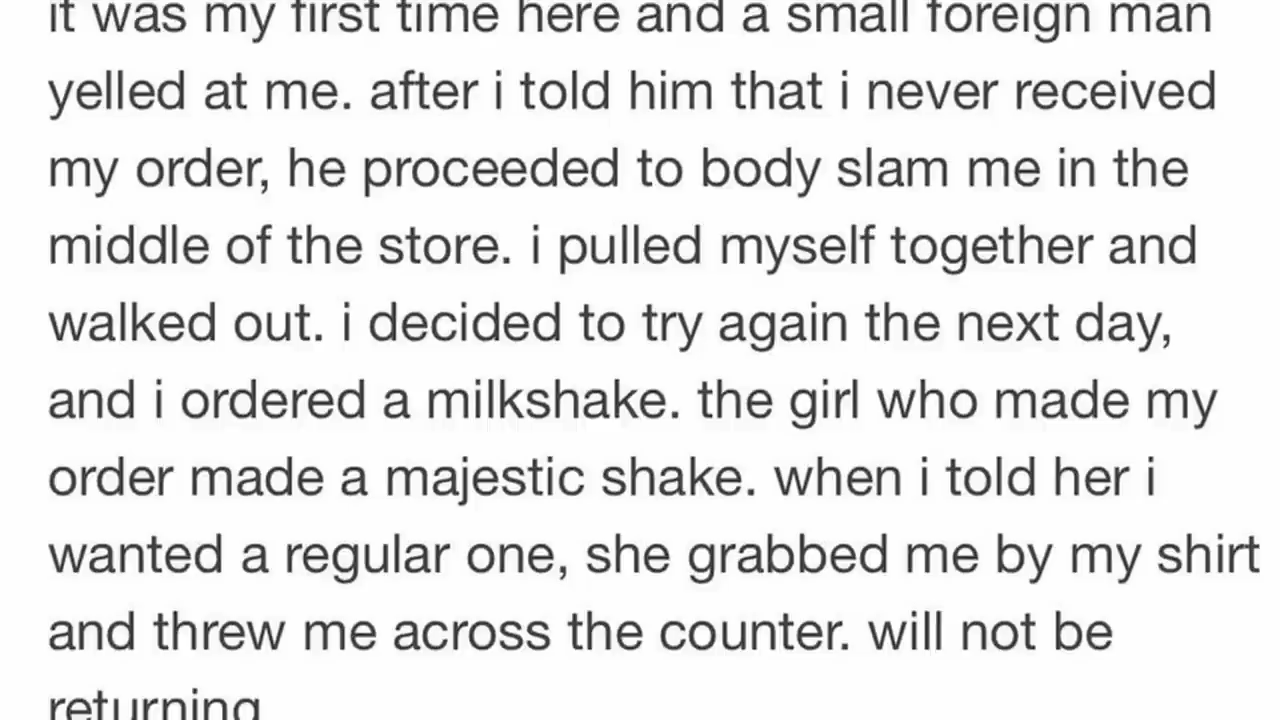 it was my first time here and a small foreign man
yelled at me. after i told him that i never received
my order, he proceeded to body slam me in the
middle of the store. i pulled myself together and
walked out. i decided to try again the next day,
and i ordered a milkshake. the girl who made my
order made a majestic shake. when i told her i
wanted a regular one, she grabbed me by my shirt
and threw me across the counter. will not be
returning